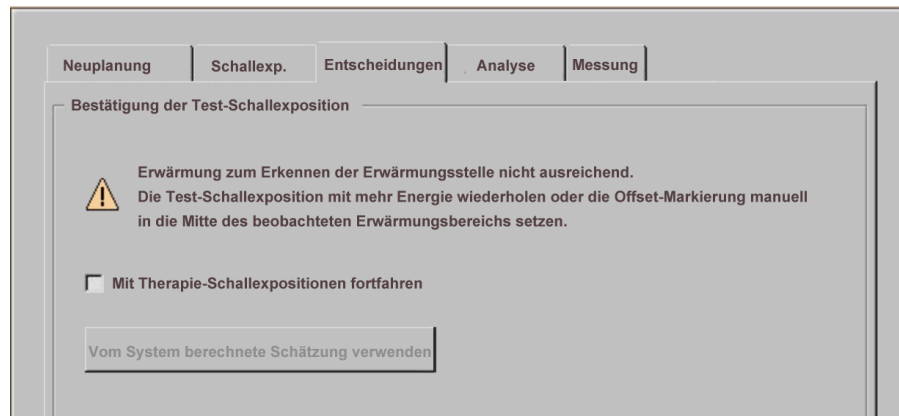 Neuplanung Schallexp. Entscheidungen Analyse Messung
Bestätigung der Test-Schallexposition
Erwärmung zum Erkennen der Erwärmungsstelle nicht ausreichend.
Die Test-Schallexposition mit mehr Energie wiederholen oder die Offset-Markierung manuell
in die Mitte des beobachteten Erwärmungsbereichs setzen.
Mit Therapie-Schallexpositionen fortfahren
Vom System berechnete Schätzung verwenden